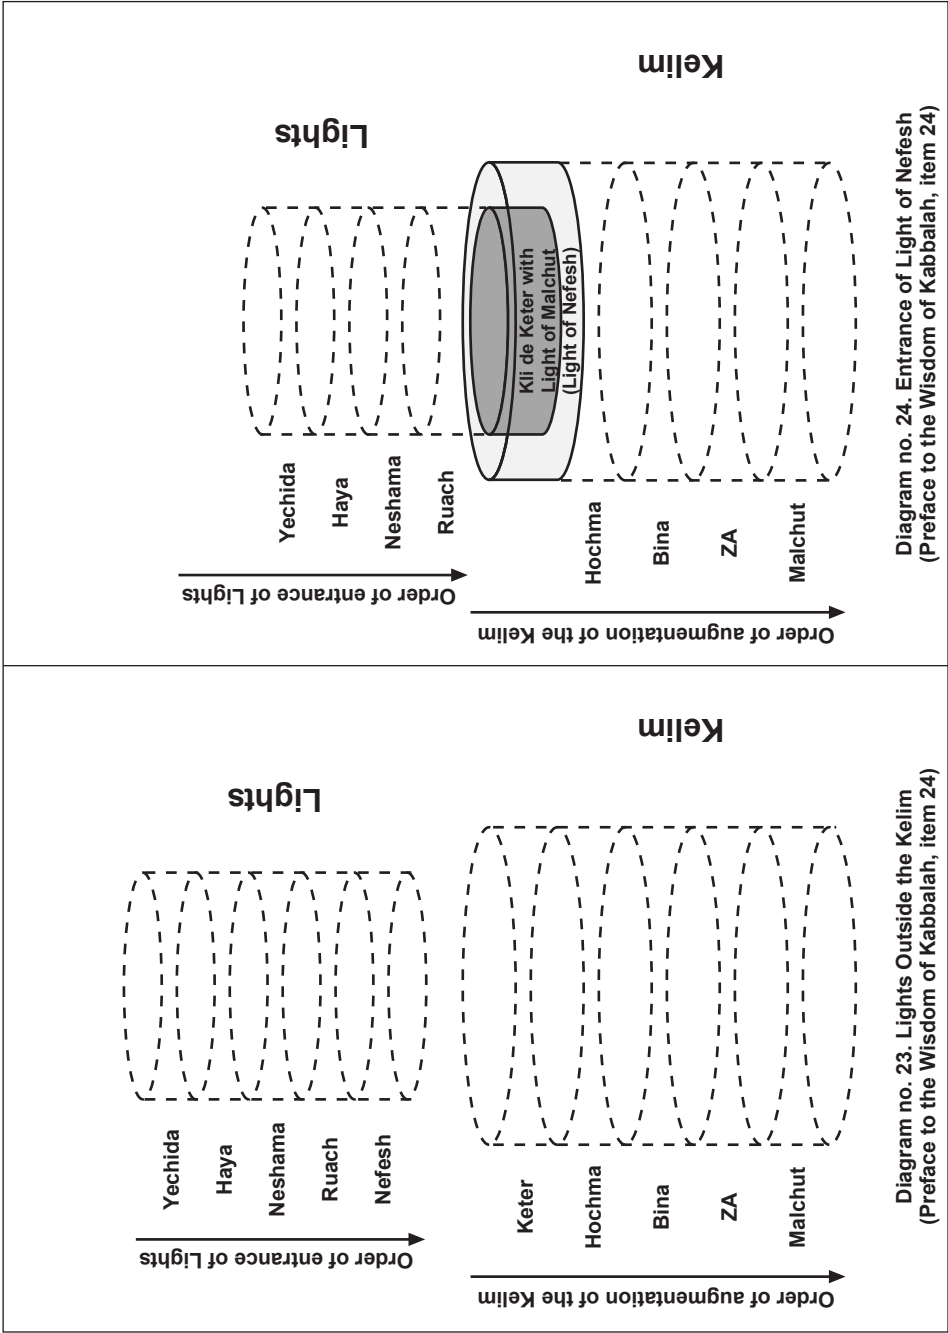 Lights
Yechida
Haya
Neshama
Ruach
Nefesh
Order of entrance of Lights
Kelim
Keter
Hochma
Bina
ZA
Malchut
Order of augmentation of the Kelim
Diagram no. 23. Lights Outside the Kelim
(Preface to the Wisdom of Kabbalah, item 24)
Lights
Yechida
Haya
Neshama
Ruach
Order of entrance of Lights
Kelim
Kli de Keter with
Light of Malchut
(Light of Nefesh)
Hochma
Bina
ZA
Malchut
Order of augmentation of the Kelim
Diagram no. 24. Entrance of Light of Nefesh
(Preface to the Wisdom of Kabbalah, item 24)